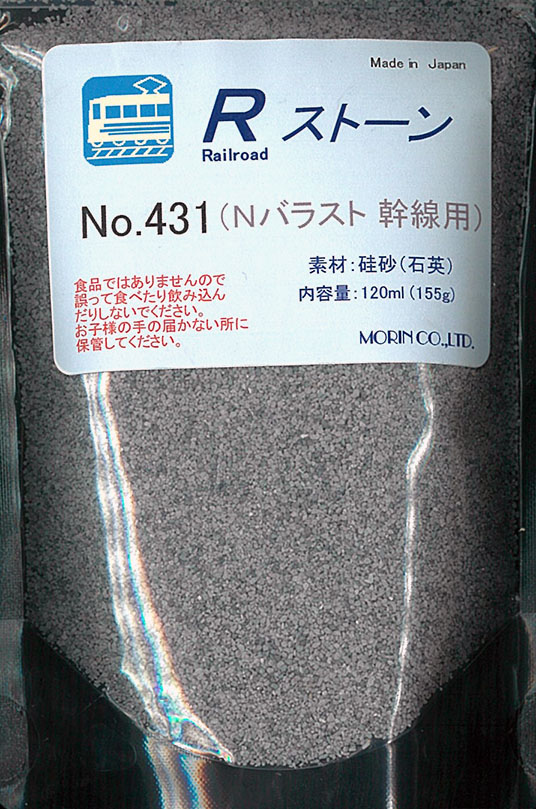 Made in Japan
R ストーン
Railroad
No.431(Nバラスト 幹線用)
素材:硅砂(石英)
内容量:120ml(155g)
食品ではありませんので
誤って食べたり飲み込ん
だりしないでください。
お子様の手の届かない所に
保管してください。
MORIN CO.,LTD.